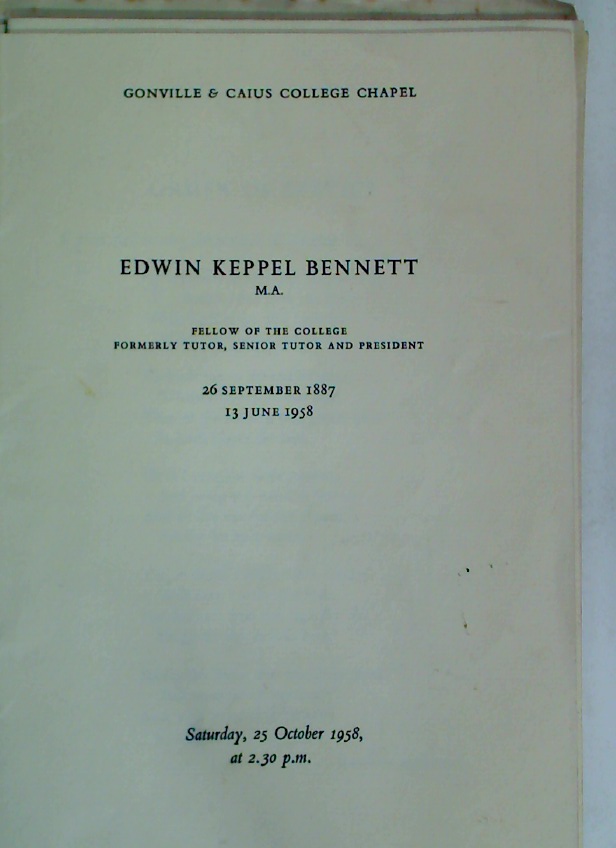 GONVILLE & CAIUS COLLEGE CHAPEL
EDWIN KEPPEL BENNETT
M.A.
FELLOW OF THE COLLEGE
FORMERLY TUTOR, SENIOR TUTOR AND PRESIDENT
26 SEPTEMBER 1887
13 JUNE 1958
Saturday, 25 October 1958,
at 2.30 p.m.